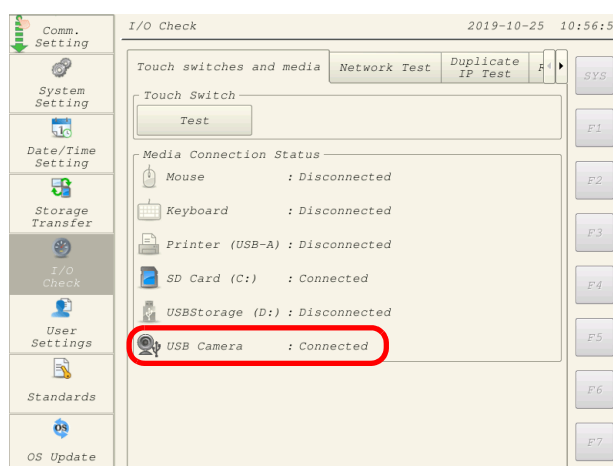 Comm.
Setting
System
Setting
Date/Time
Setting
Storage
Transfer
I/O
Check
User
Settings
Standards
OS
OS Update
I/O Check
2019-10-25 10:56:5
Touch switches and media
Network Test
Duplicate
IP Test
Touch Switch
Test
Media Connection Status
Mouse : Disconnected
Keyboard : Disconnected
Printer (USB-A) : Disconnected
SD Card (C:) : Connected
USBStorage (D:) : Disconnected
USB Camera : Connected
SYS
F1
F2
F3
F4
F5
F6
F7